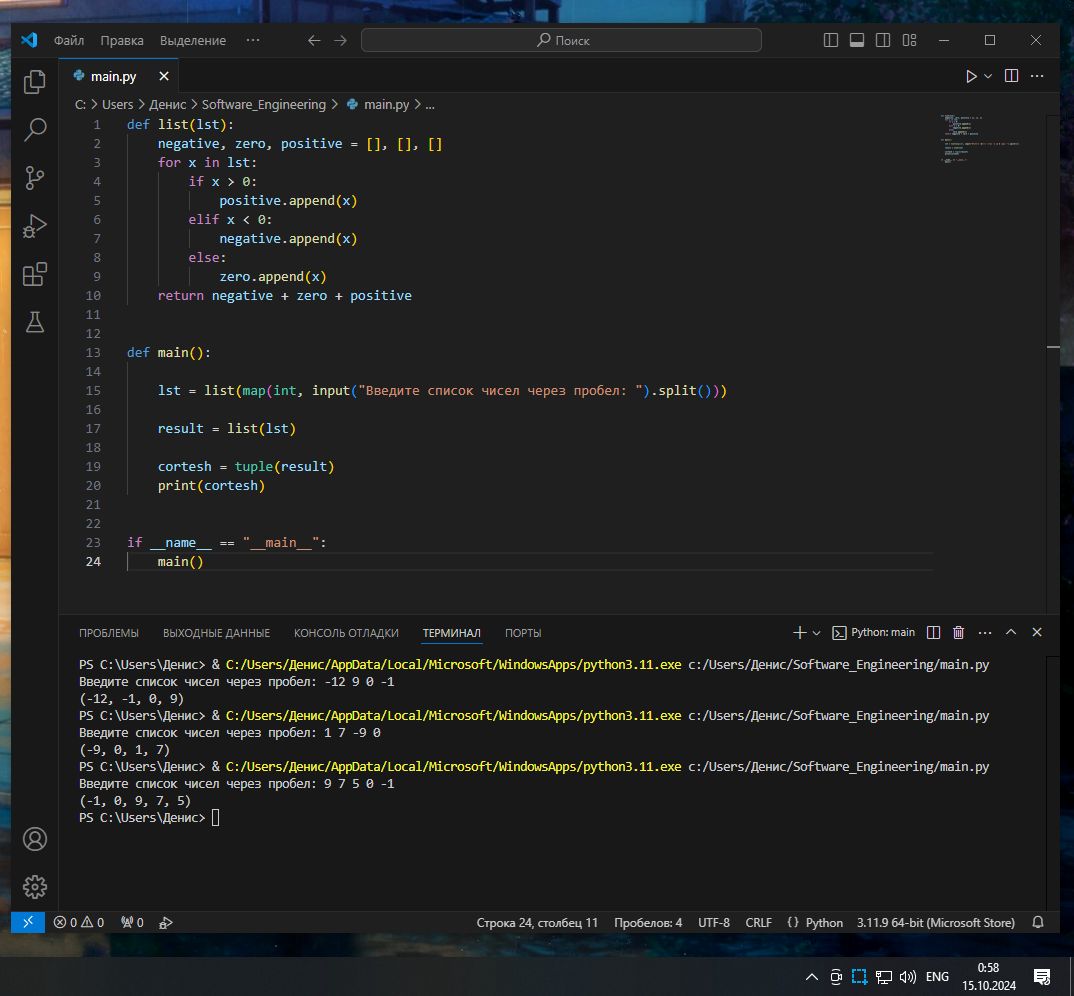 Файл Правка Выделение ··· Поиск
main.py
C: > Users > Денис > Software_Engineering > main.py > ...
1 def list(lst):
2 negative, zero, positive = [], [], []
3 for x in lst:
4 if x > 0:
5 positive.append(x)
6 elif x < 0:
7 negative.append(x)
8 else:
9 zero.append(x)
10 return negative + zero + positive
11
12
13 def main():
14
15 lst = list(map(int, input("Введите список чисел через пробел: ").split()))
16
17 result = list(lst)
18
19 cortesh = tuple(result)
20 print(cortesh)
21
22
23 if __name__ == "__main__":
24 main()
ПРОБЛЕМЫ ВЫХОДНЫЕ ДАННЫЕ КОНСОЛЬ ОТЛАДКИ ТЕРМИНАЛ ПОРТЫ Python: main
PS C:\Users\Денис> & C:/Users/Денис/AppData/Local/Microsoft/WindowsApps/python3.11.exe c:/Users/Денис/Software_Engineering/main.py
Введите список чисел через пробел: -12 9 0 -1
(-12, -1, 0, 9)
PS C:\Users\Денис> & C:/Users/Денис/AppData/Local/Microsoft/WindowsApps/python3.11.exe c:/Users/Денис/Software_Engineering/main.py
Введите список чисел через пробел: 1 7 -9 0
(-9, 0, 1, 7)
PS C:\Users\Денис> & C:/Users/Денис/AppData/Local/Microsoft/WindowsApps/python3.11.exe c:/Users/Денис/Software_Engineering/main.py
Введите список чисел через пробел: 9 7 5 0 -1
(-1, 0, 9, 7, 5)
PS C:\Users\Денис>
0 0 0 Строка 24, столбец 11 Пробелов: 4 UTF-8 CRLF {} Python 3.11.9 64-bit (Microsoft Store)
ENG 0:58
15.10.2024